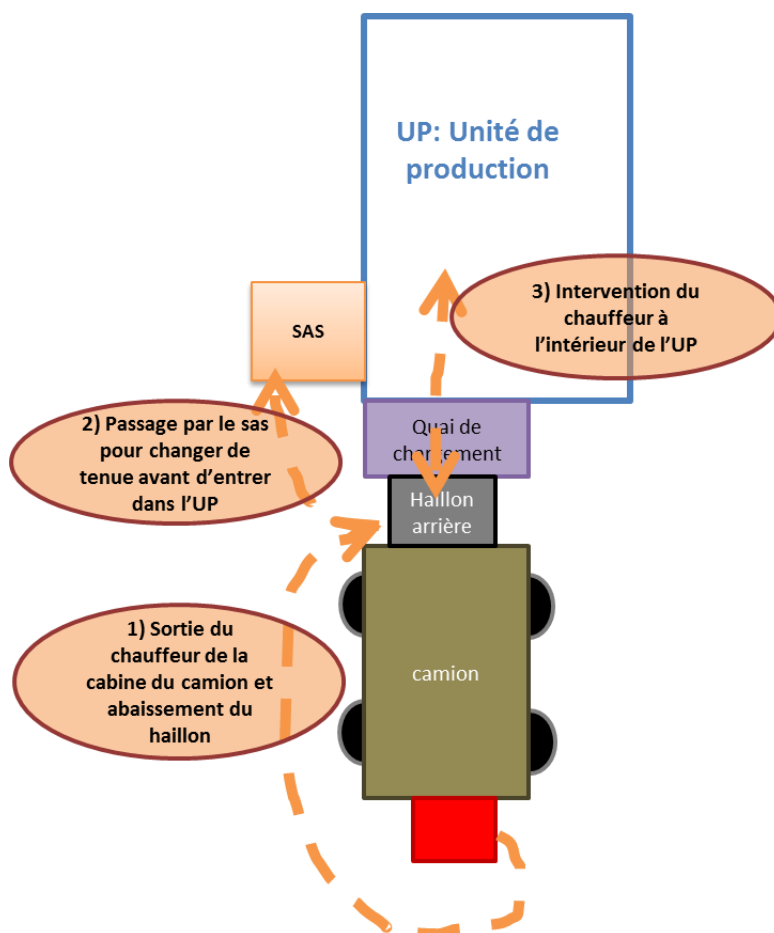 UP: Unité de
production
3) Intervention du
chauffeur à
l’intérieur de l’UP
SAS
2) Passage par le sas
pour changer de
tenue avant d’entrer
dans l’UP
Quai de
chargement
Haillon
arrière
1) Sortie du
chauffeur de la
cabine du camion et
abaissement du
haillon
camion